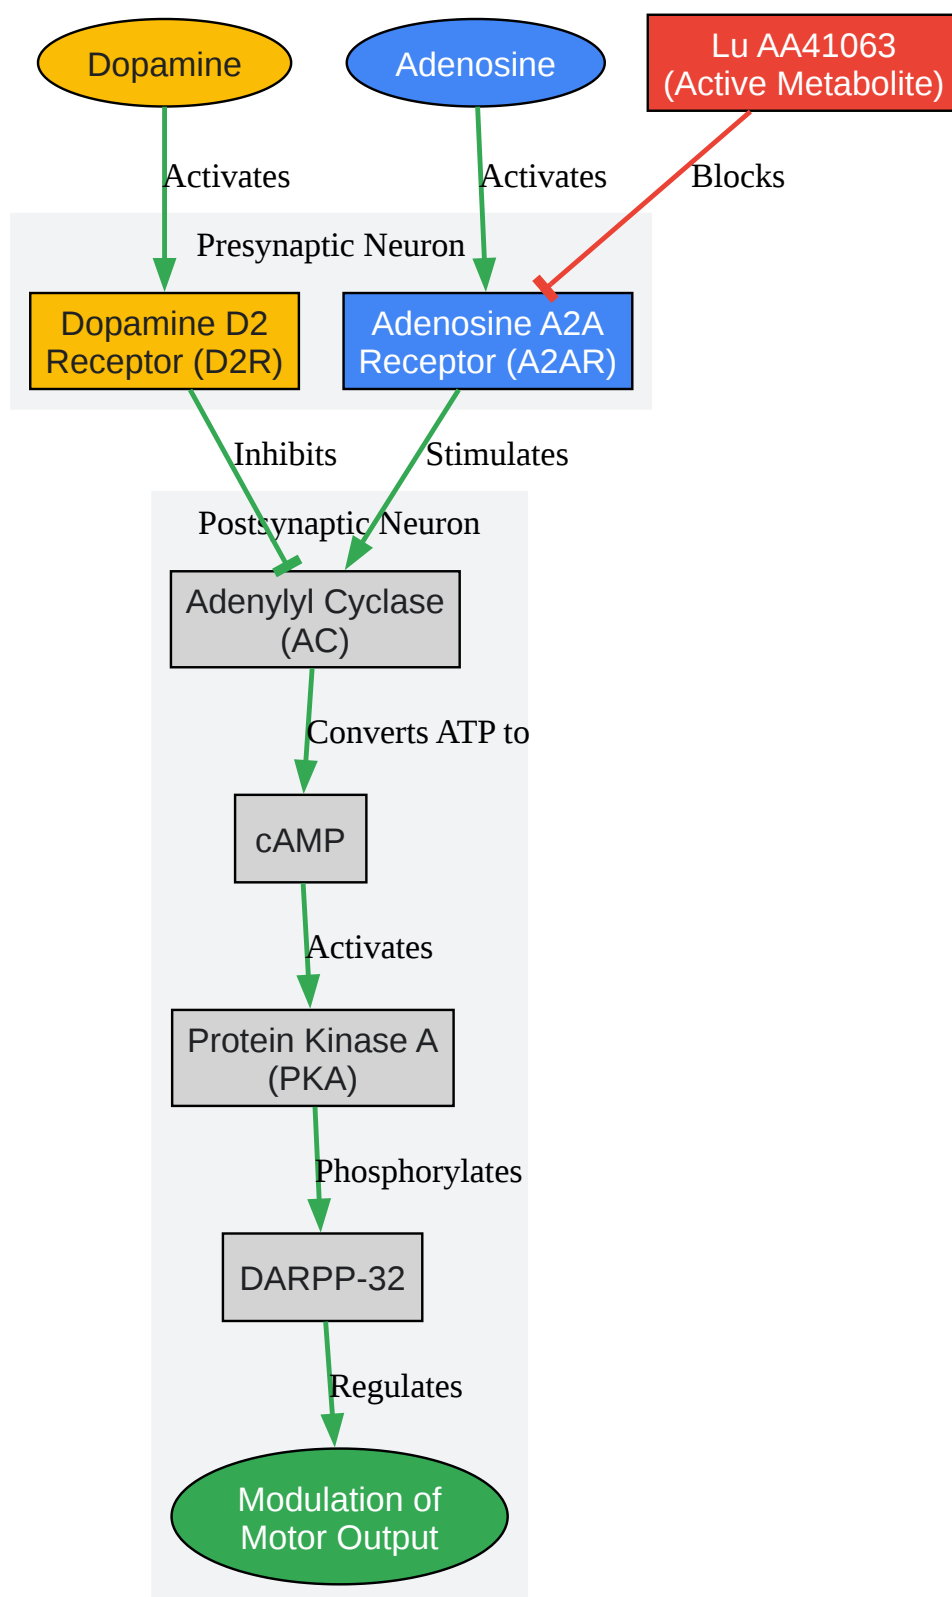 Dopamine
Adenosine
Lu AA41063
(Active Metabolite)
Activates
Activates
Blocks
Presynaptic Neuron
Dopamine D2
Receptor (D2R)
Adenosine A2A
Receptor (A2AR)
Inhibits
Stimulates
Postsynaptic Neuron
Adenylyl Cyclase
(AC)
Converts ATP to
cAMP
Activates
Protein Kinase A
(PKA)
Phosphorylates
DARPP-32
Regulates
Modulation of
Motor Output